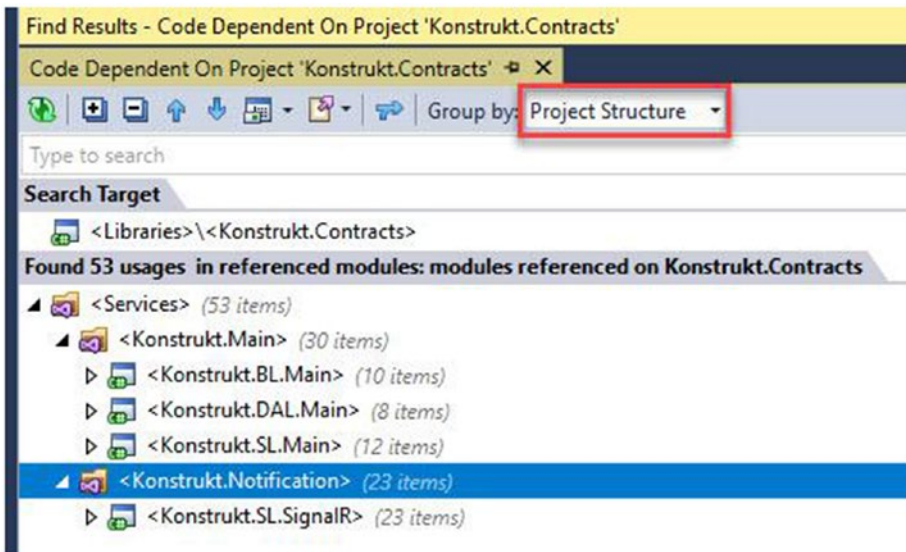 Find Results - Code Dependent On Project 'Konstrukt.Contracts'
Code Dependent On Project 'Konstrukt.Contracts'
Group by: Project Structure
Type to search
Search Target
<Libraries>\<Konstrukt.Contracts>
Found 53 usages in referenced modules: modules referenced on Konstrukt.Contracts
<Services> (53 items)
<Konstrukt.Main> (30 items)
<Konstrukt.BL.Main> (10 items)
<Konstrukt.DAL.Main> (8 items)
<Konstrukt.SL.Main> (12 items)
<Konstrukt.Notification> (23 items)
<Konstrukt.SL.SignalR> (23 items)